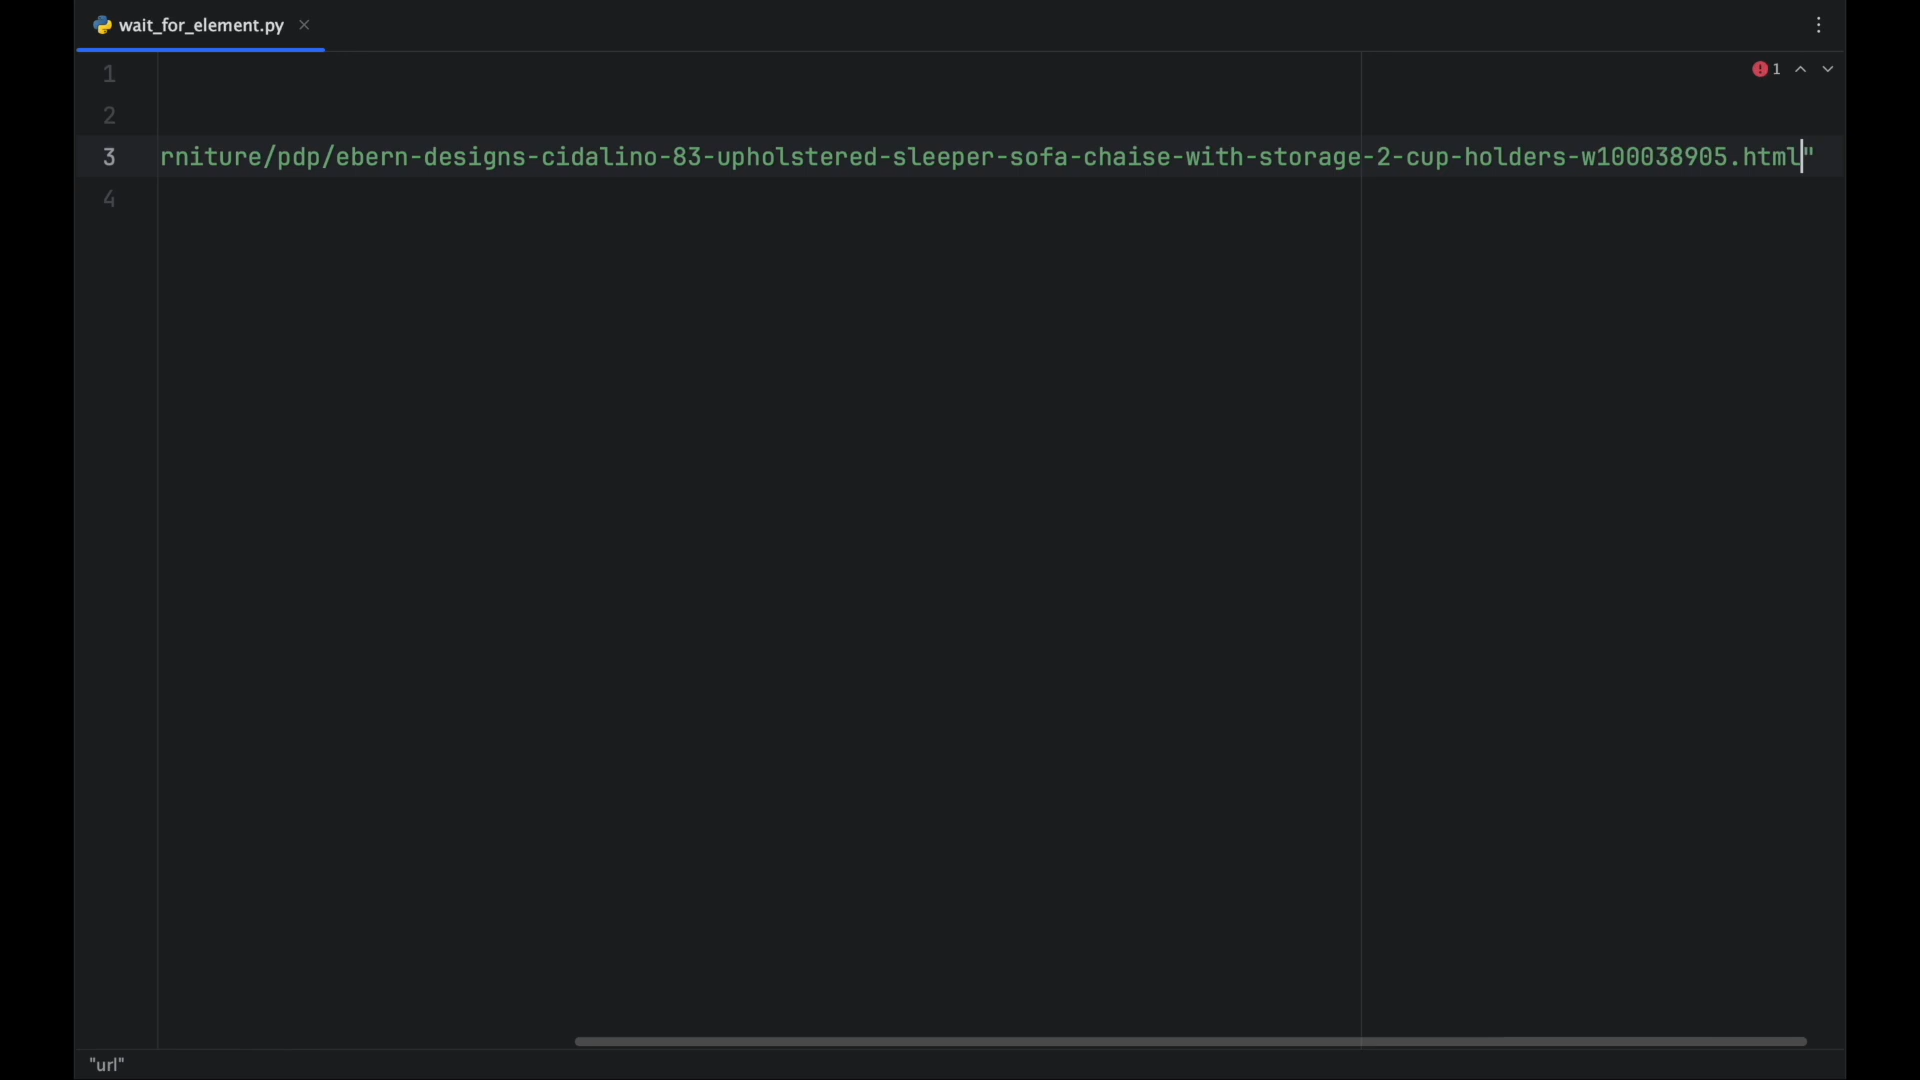 wait_for_element.py
1
1
2
3 rniture/pdp/ebern-designs-cidalino-83-upholstered-sleeper-sofa-chaise-with-storage-2-cup-holders-w100038905.html"
4
"url"